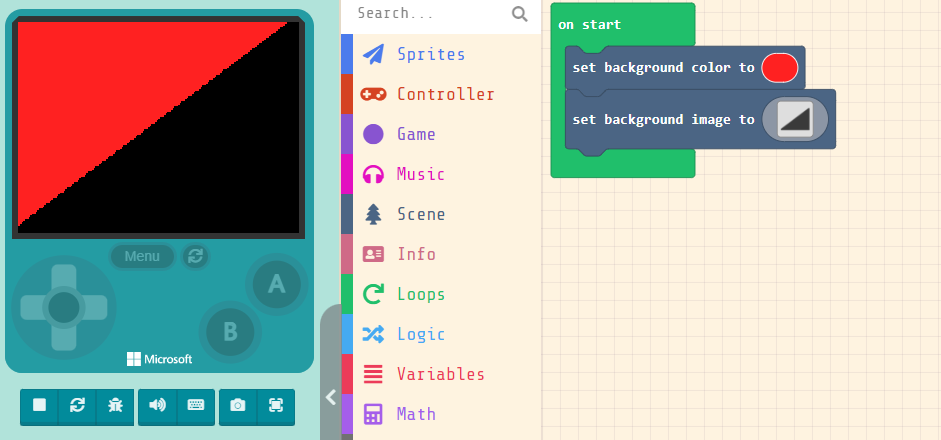 Menu
A
B
Microsoft
Search...
Sprites
Controller
Game
Music
Scene
Info
Loops
Logic
Variables
Math
on start
set background color to
set background image to